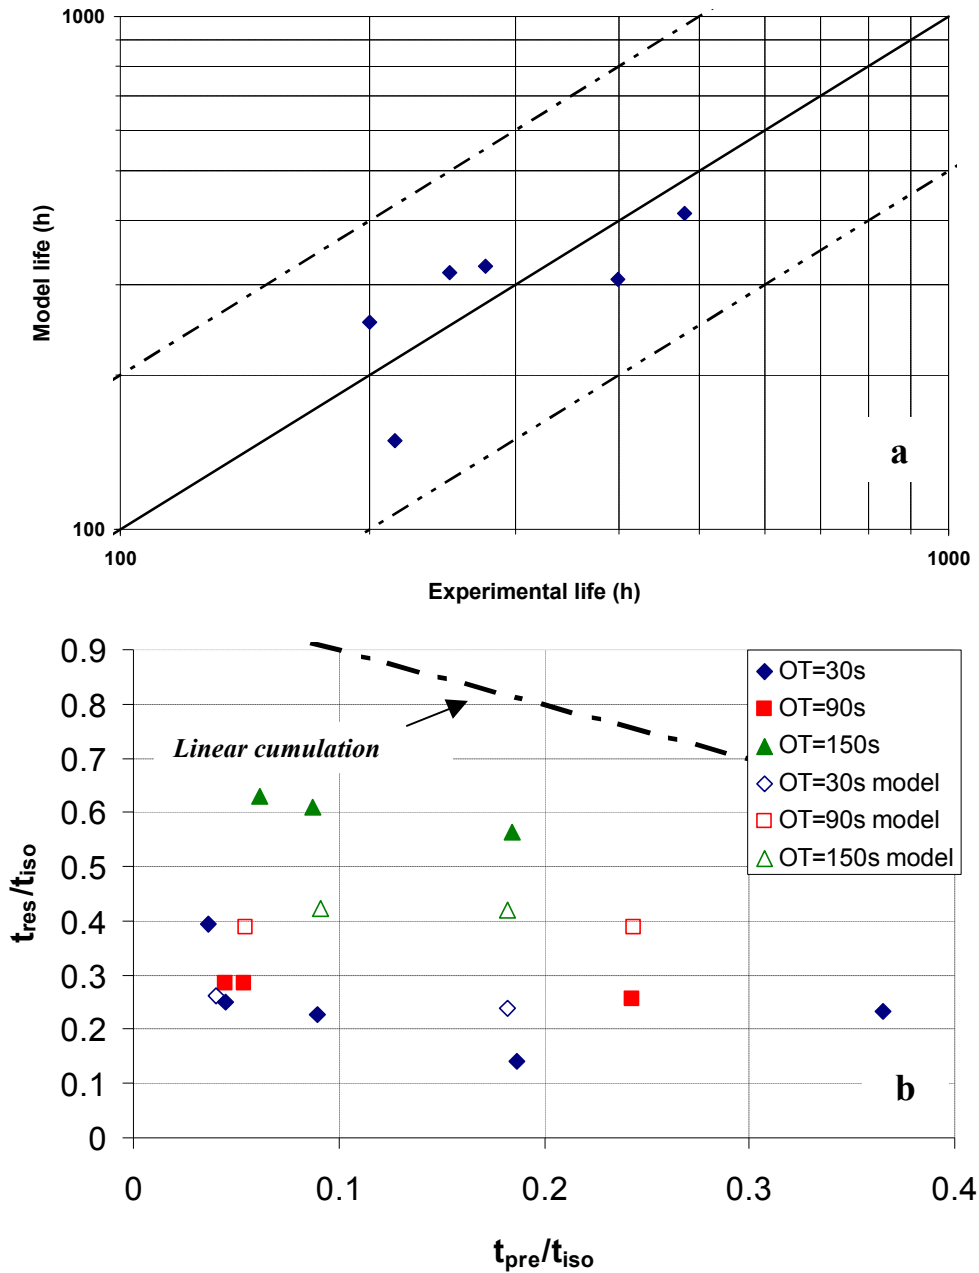 1000
Model life (h)
a
100
100
1000
Experimental life (h)
0.9
0.8
0.7
0.6
0.5
0.4
0.3
0.2
0.1
0
tres/tiso
Linear cumulation
OT=30s
OT=90s
OT=150s
OT=30s model
OT=90s model
OT=150s model
b
0
0.1
0.2
0.3
0.4
tpre/tiso